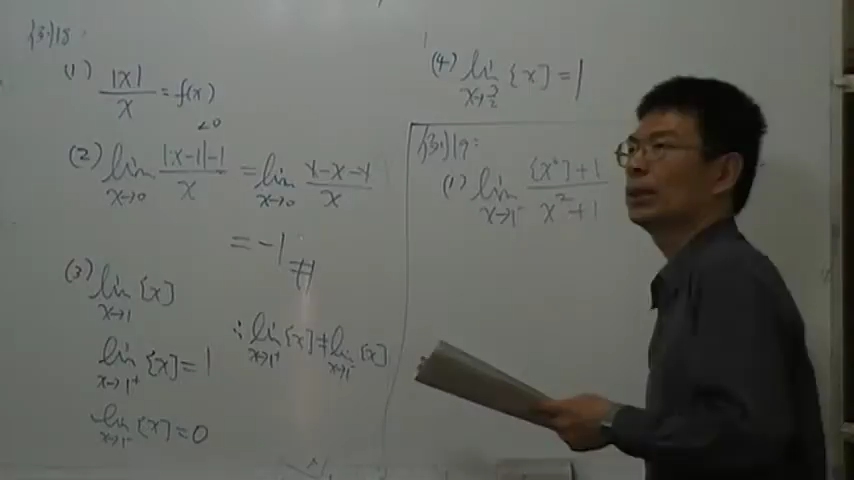 例18:
(1) |x|/x = f(x)
<0
(2) lim x→0 |x-1|-1/x = lim x→0 1-x-1/x
= -1 #
(3) lim x→1 [x]
lim x→1⁺ [x] = 1
lim x→1⁻ [x] = 0
∴ lim x→1⁺ [x] ≠ lim x→1⁻ [x]
(4) lim x→3/2 [x] = 1
例19:
(1) lim x→1⁻ [x²]+1/x²+1